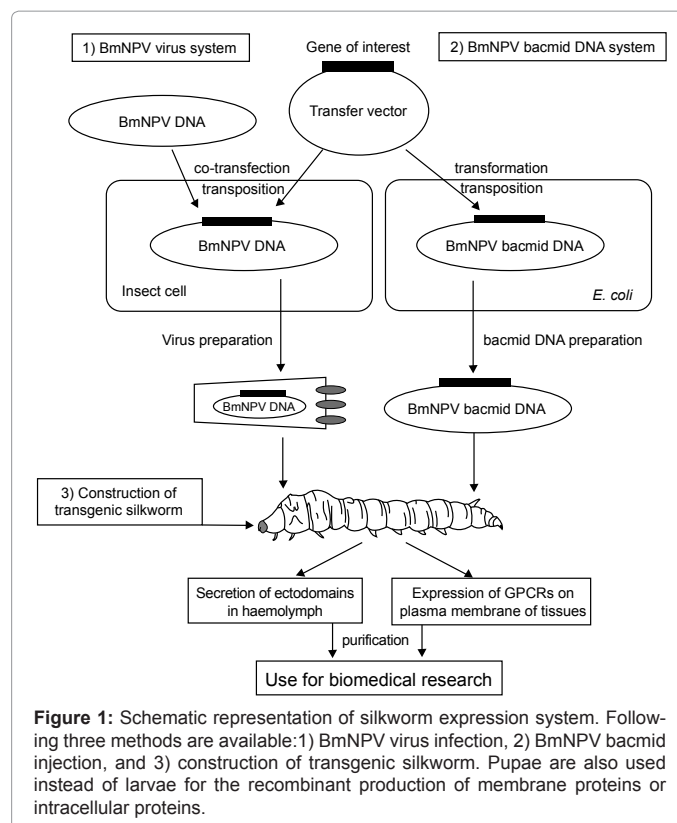 1) BmNPV virus system
Gene of interest
2) BmNPV bacmid DNA system
Transfer vector
BmNPV DNA
co-transfection
transposition
transformation
transposition
BmNPV DNA
BmNPV bacmid DNA
Insect cell
E. coli
Virus preparation
bacmid DNA preparation
BmNPV DNA
BmNPV bacmid DNA
3) Construction of
transgenic silkworm
Secretion of ectodomains
in haemolymph
Expression of GPCRs on
plasma membrane of tissues
purification
Use for biomedical research
Figure 1: Schematic representation of silkworm expression system. Follow-
ing three methods are available:1) BmNPV virus infection, 2) BmNPV bacmid
injection, and 3) construction of transgenic silkworm. Pupae are also used
instead of larvae for the recombinant production of membrane proteins or
intracellular proteins.